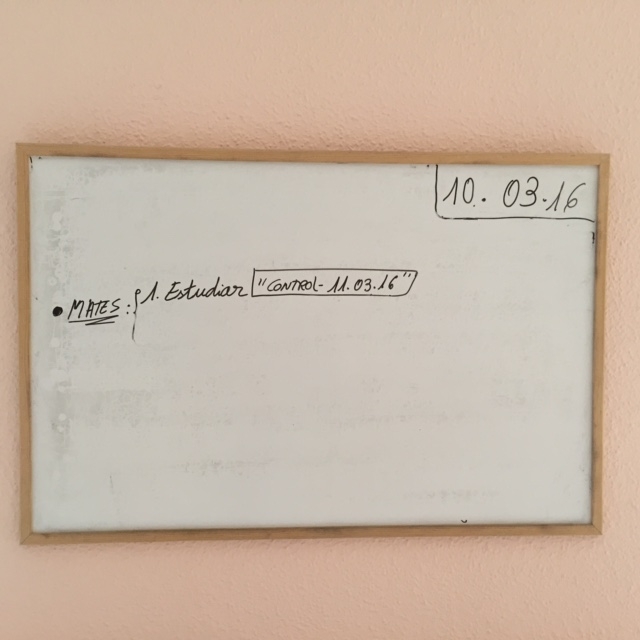 10. 03.16
• MATES: { 1. Estudiar "CONTROL- 11.03.16"